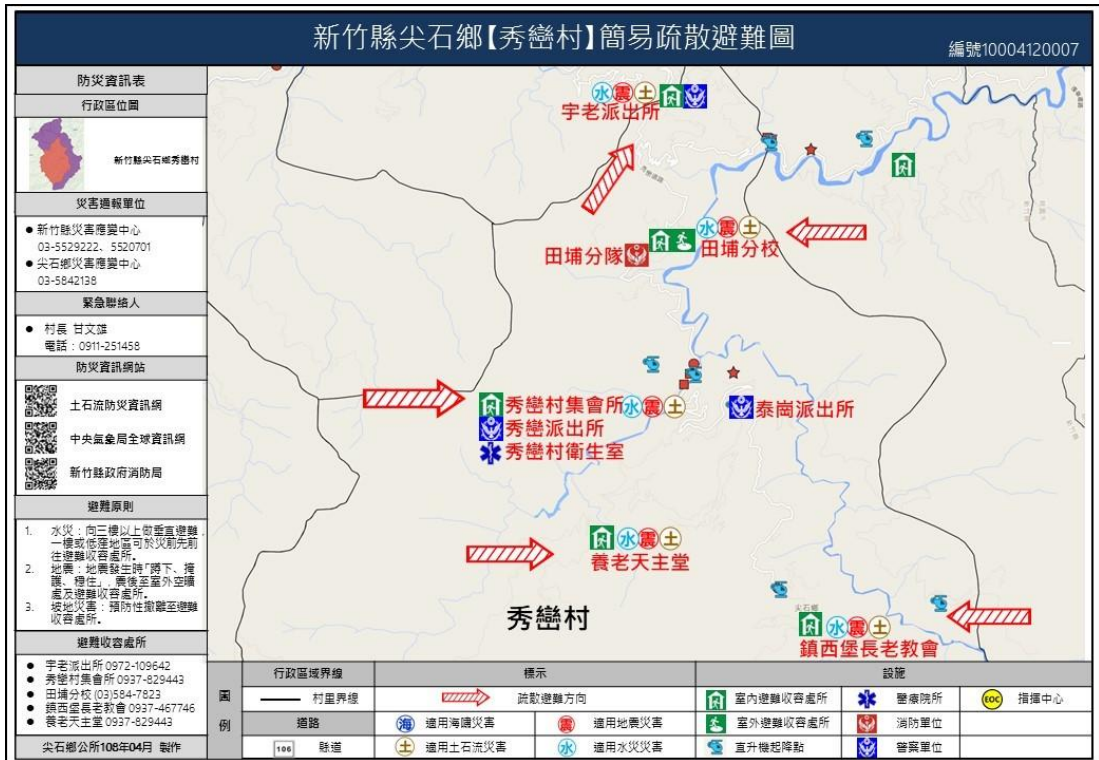 新竹縣尖石鄉【秀巒村】簡易疏散避難圖
編號10004120007
防災資訊表
行政區位圖
新竹縣尖石鄉秀巒村
災害通報單位
● 新竹縣災害應變中心
03-5529222、5520701
● 尖石鄉災害應變中心
03-5842138
緊急聯絡人
● 村長 甘文雄
電話：0911-251458
防災資訊網站
土石流防災資訊網
中央氣象局全球資訊網
新竹縣政府消防局
避難原則
1. 水災：向三樓以上做垂直避難，
一樓或低窪地區可於災前先前
往避難收容處所。
2. 地震：地震發生時「蹲下、掩
護、穩住」，震後至室外空曠
處及避難收容處所。
3. 坡地災害：預防性撤離至避難
收容處所。
避難收容處所
● 宇老派出所 0972-109642
● 秀巒村集會所 0937-829443
● 田埔分校 (03)584-7823
● 鎮西堡長老教會 0937-467746
● 養老天主堂 0937-829443
尖石鄉公所108年04月 製作
水 震 土
宇老派出所
水 震 土
田埔分隊
田埔分校
秀巒村集會所 水 震 土
秀巒派出所
秀巒村衛生室
泰崗派出所
水 震 土
養老天主堂
秀巒村
尖石鄉
水 震 土
鎮西堡長老教會
圖例
行政區域界線
標示
設施
村里界線
疏散避難方向
室內避難收容處所
醫療院所
EOC 指揮中心
道路
海 適用海嘯災害
震 適用地震災害
室外避難收容處所
消防單位
106 縣道
土 適用土石流災害
水 適用水災災害
直升機起降點
警察單位